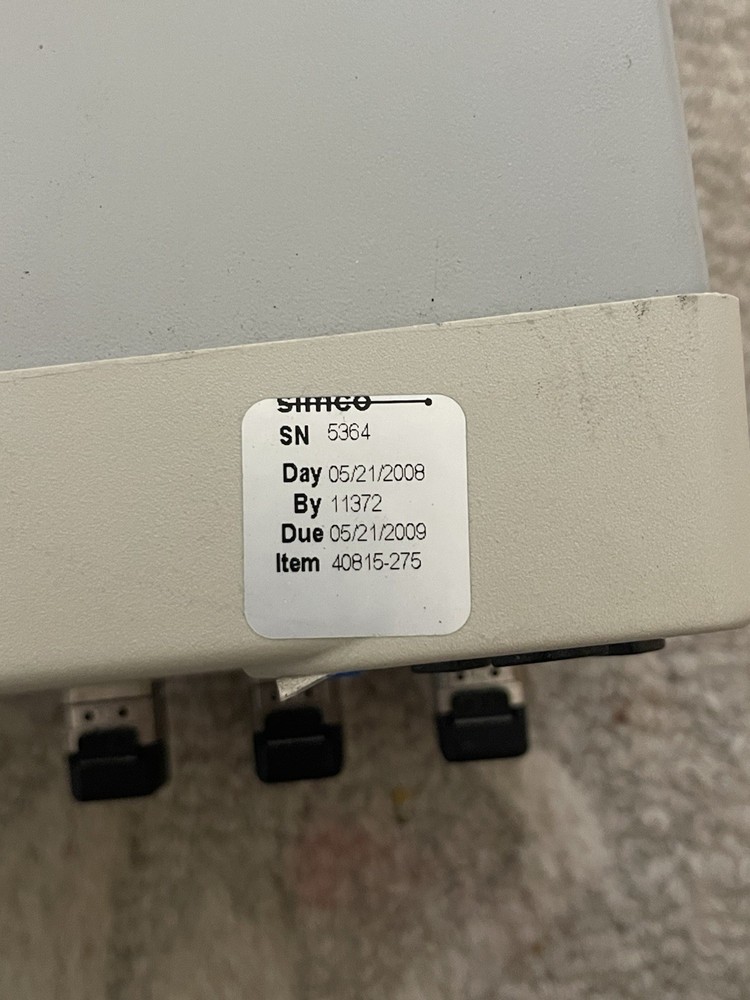 simco
SN 5364
Day 05/21/2008
By 11372
Due 05/21/2009
Item 40815-275